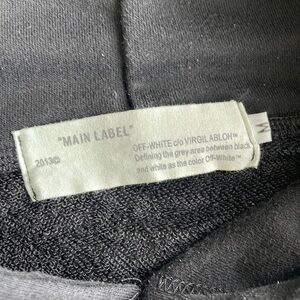 "MAIN LABEL"
2013©
OFF-WHITE c/o VIRGIL ABLOH™
Defining the grey area between black
and white as the color Off-White™
M